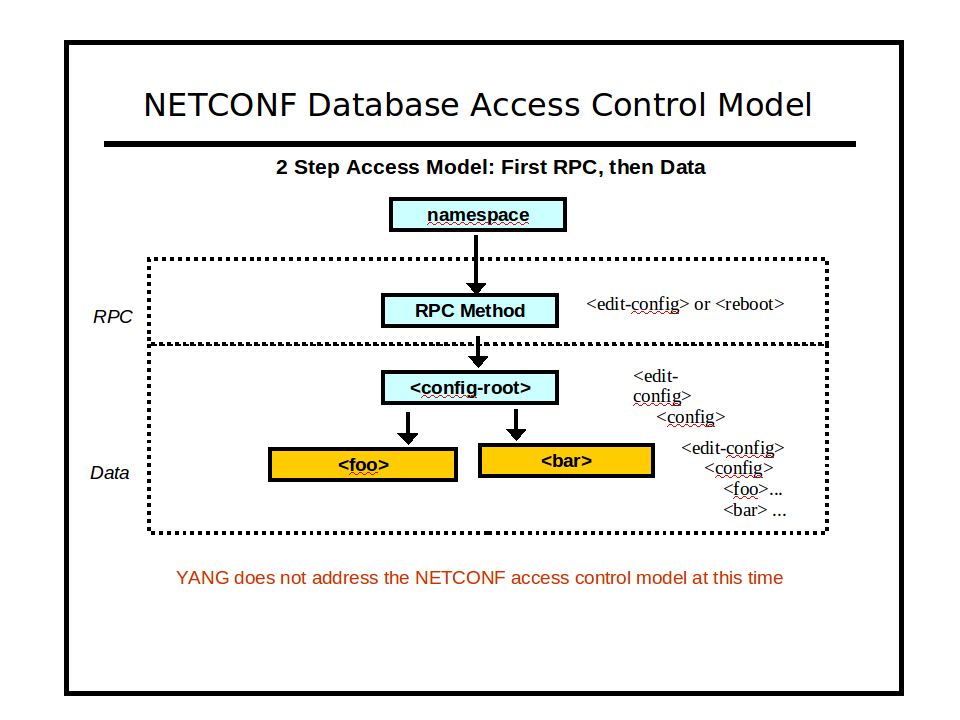 NETCONF Database Access Control Model
2 Step Access Model: First RPC, then Data
namespace
RPC
RPC Method
<edit-config> or <reboot>
<config-root>
<edit-
config>
<config>
Data
<foo>
<bar>
<edit-config>
<config>
<foo>...
<bar> ...
YANG does not address the NETCONF access control model at this time